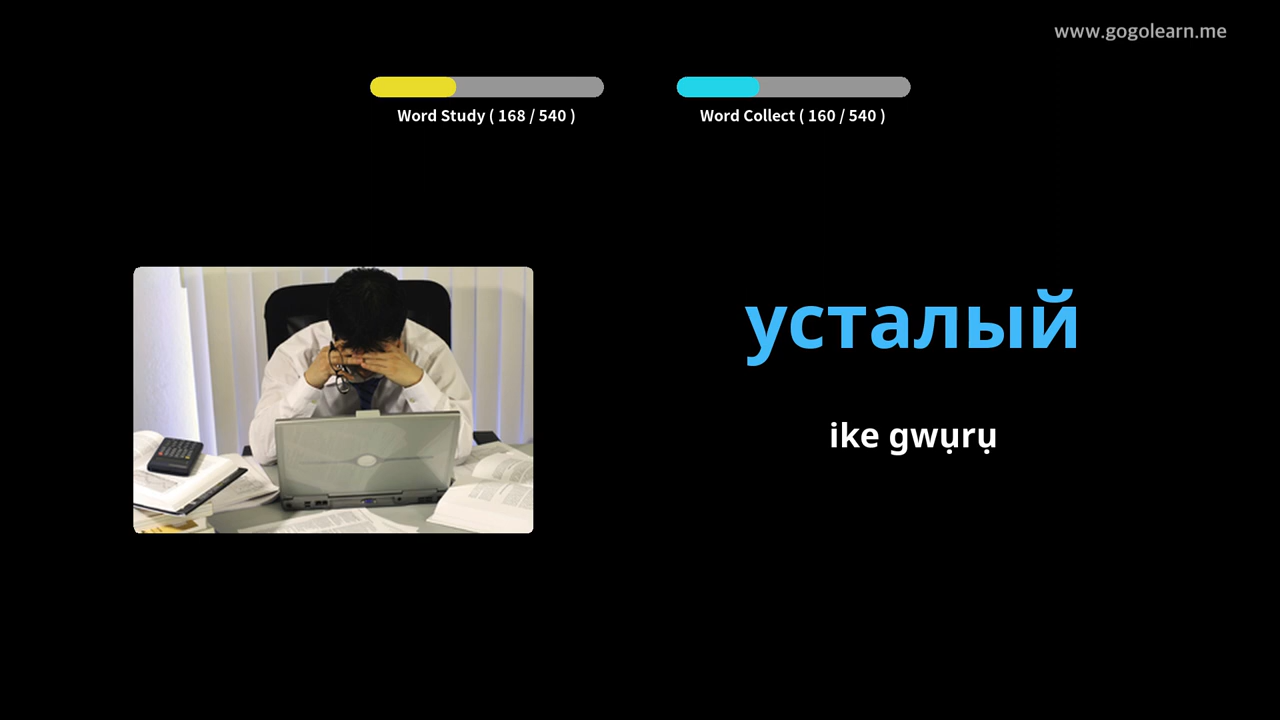 www.gogolearn.me
Word Study ( 168 / 540 )
Word Collect ( 160 / 540 )
усталый
ike gwụrụ